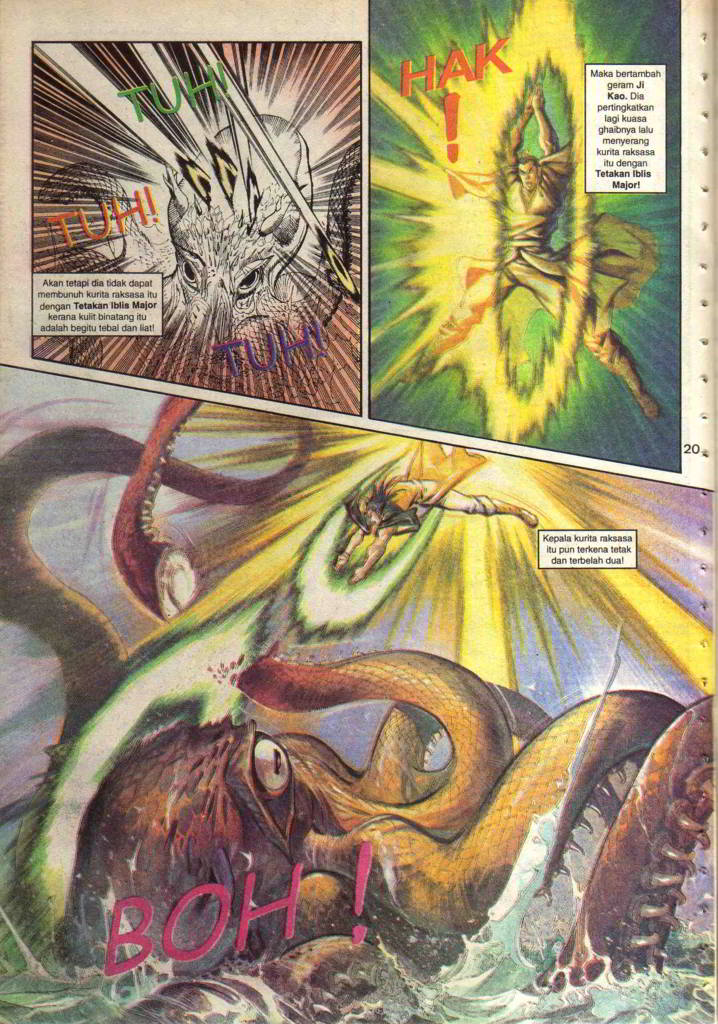 TUH!
TUH!
Akan tetapi dia tidak dapat
membunuh kurita raksasa itu
dengan Tetakan Iblis Major
kerana kulit binatang itu
adalah begitu tebal dan liat!
TUH!
HAK
!
Maka bertambah
geram Ji
Kao. Dia
pertingkatkan
lagi kuasa
ghaibnya lalu
menyerang
kurita raksasa
itu dengan
Tetakan Iblis
Major!
20
Kepala kurita raksasa
itu pun terkena tetak
dan terbelah dua!
BOH!